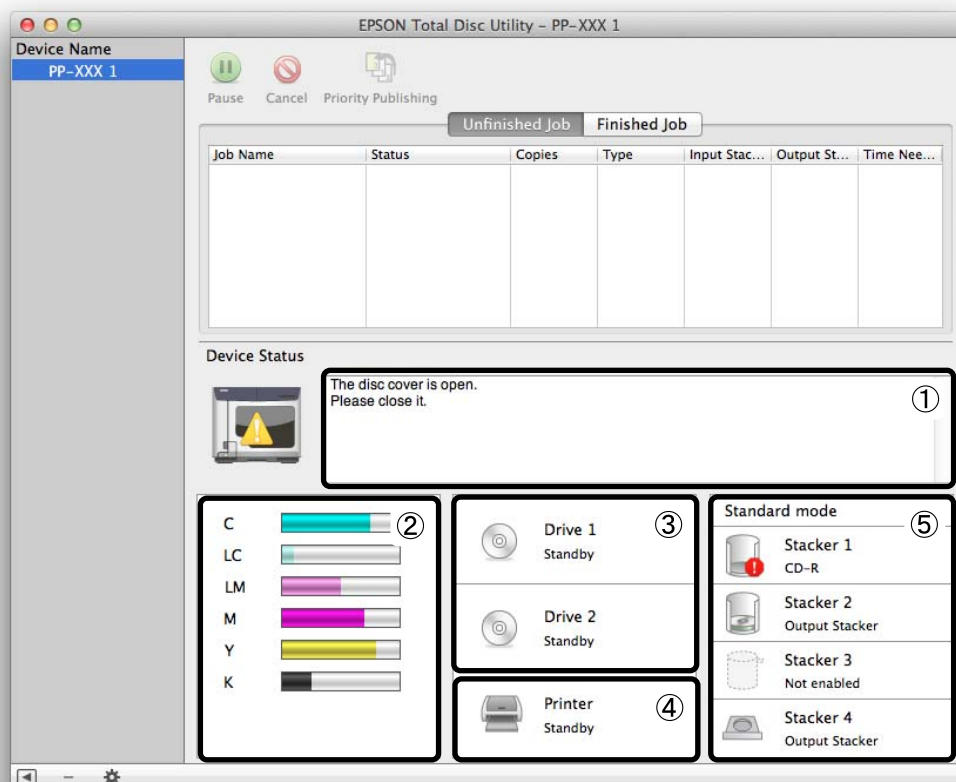 EPSON Total Disc Utility – PP–XXX 1
Device Name
PP–XXX 1
Pause Cancel Priority Publishing
Unfinished Job Finished Job
Job Name Status Copies Type Input Stac... Output St... Time Nee...
Device Status
The disc cover is open.
Please close it.
①
C
LC
LM
M
Y
K
②
Drive 1
Standby
Drive 2
Standby
③
Printer
Standby
④
Standard mode
⑤
Stacker 1
CD–R
Stacker 2
Output Stacker
Stacker 3
Not enabled
Stacker 4
Output Stacker